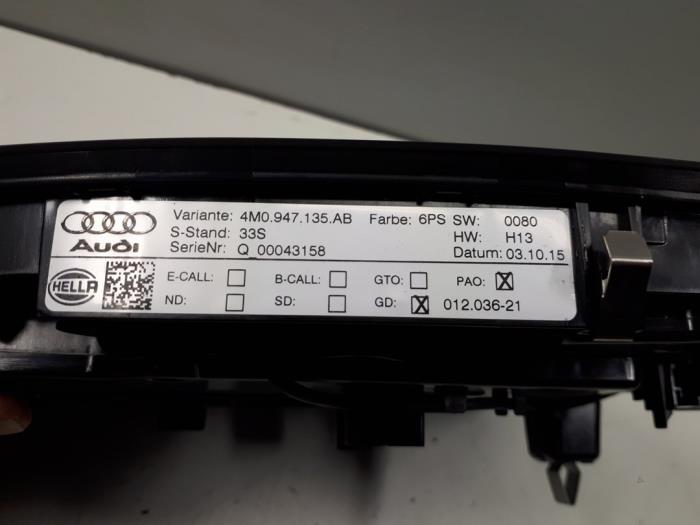 Variante: 4M0.947.135.AB Farbe: 6PS SW: 0080
S-Stand: 33S HW: H13
SerieNr Q_00043158 Datum: 03.10.15
Audi
HELLA
E-CALL: B-CALL: GTO: PAO: X
ND: SD: GD: X 012.036-21